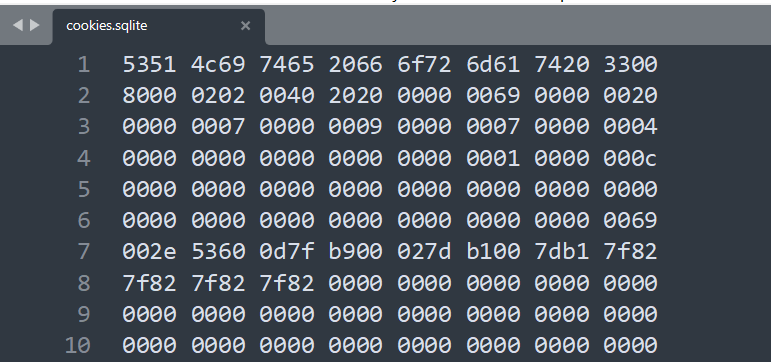 cookies.sqlite
1 5351 4c69 7465 2066 6f72 6d61 7420 3300
2 8000 0202 0040 2020 0000 0069 0000 0020
3 0000 0007 0000 0009 0000 0007 0000 0004
4 0000 0000 0000 0000 0000 0001 0000 000c
5 0000 0000 0000 0000 0000 0000 0000 0000
6 0000 0000 0000 0000 0000 0000 0000 0069
7 002e 5360 0d7f b900 027d b100 7db1 7f82
8 7f82 7f82 7f82 0000 0000 0000 0000 0000
9 0000 0000 0000 0000 0000 0000 0000 0000
10 0000 0000 0000 0000 0000 0000 0000 0000